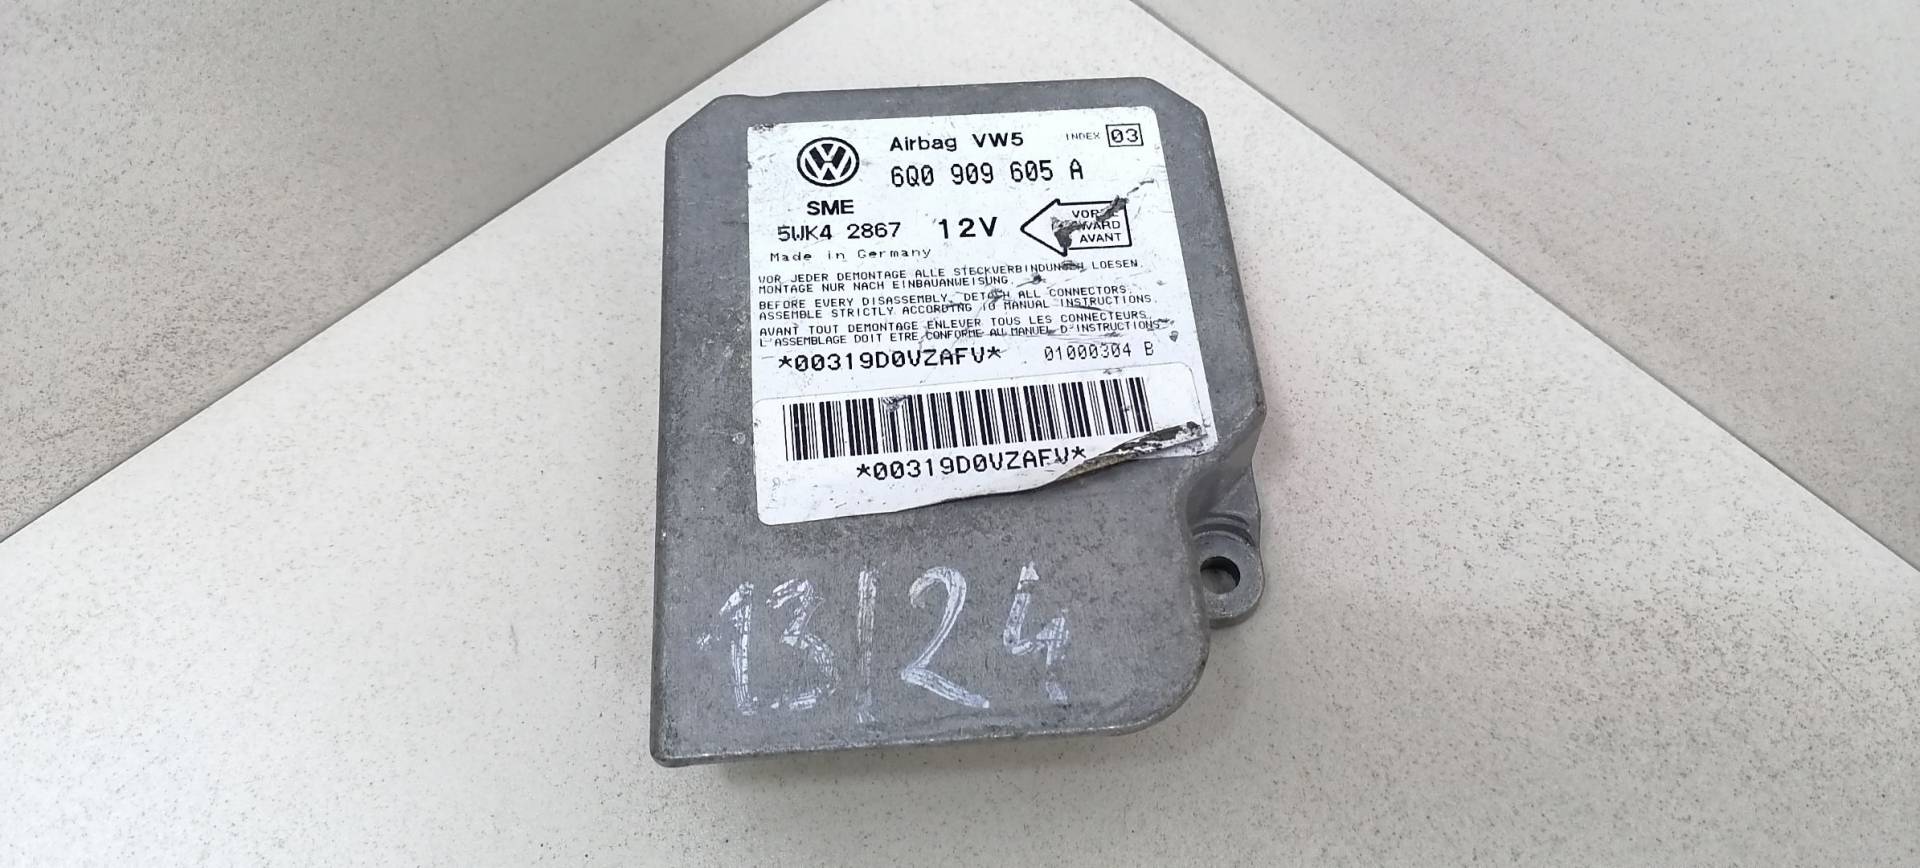 Airbag VW5 INDEX 03
6Q0 909 605 A
SME
5WK4 2867 12V
AVANT
Made in Germany
VOR JEDER DEMONTAGE ALLE STECKVERBINDUNGEN LOESEN.
MONTAGE NUR NACH EINBAUANWEISUNG.
BEFORE EVERY DISASSEMBLY, DETACH ALL CONNECTORS.
ASSEMBLE STRICTLY ACCORDING TO MANUAL INSTRUCTIONS.
AVANT TOUT DEMONTAGE ENLEVER TOUS LES CONNECTEURS.
L'ASSEMBLAGE DOIT ETRE CONFORME AU MANUEL D'INSTRUCTIONS.
*00319D0VZAFV* 01000304 B
*00319D0VZAFV*
13/24